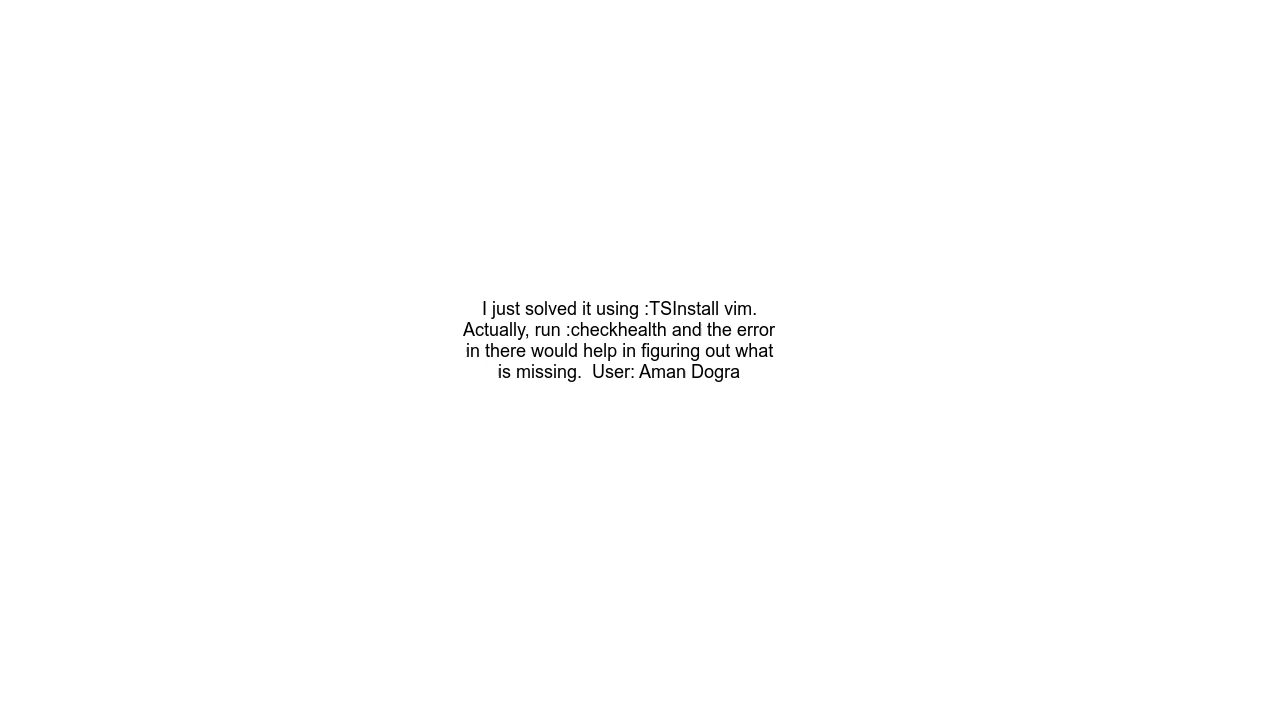 I just solved it using :TSInstall vim.
Actually, run :checkhealth and the error
in there would help in figuring out what
is missing.  User: Aman Dogra